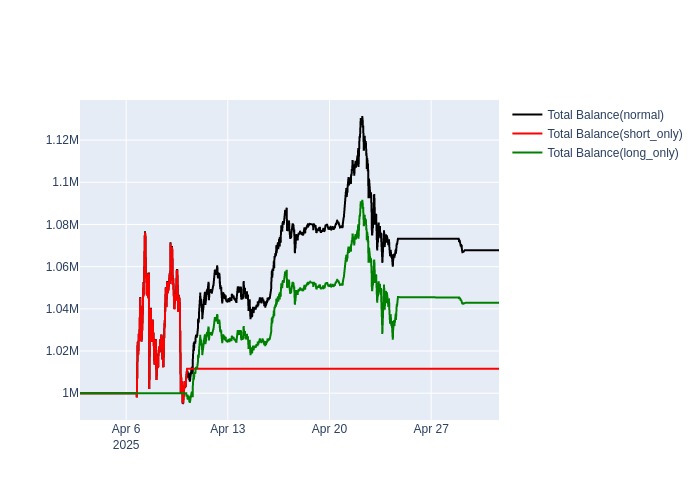 Total Balance(normal)
Total Balance(short_only)
Total Balance(long_only)
1.12M
1.1M
1.08M
1.06M
1.04M
1.02M
1M
Apr 6
2025
Apr 13
Apr 20
Apr 27